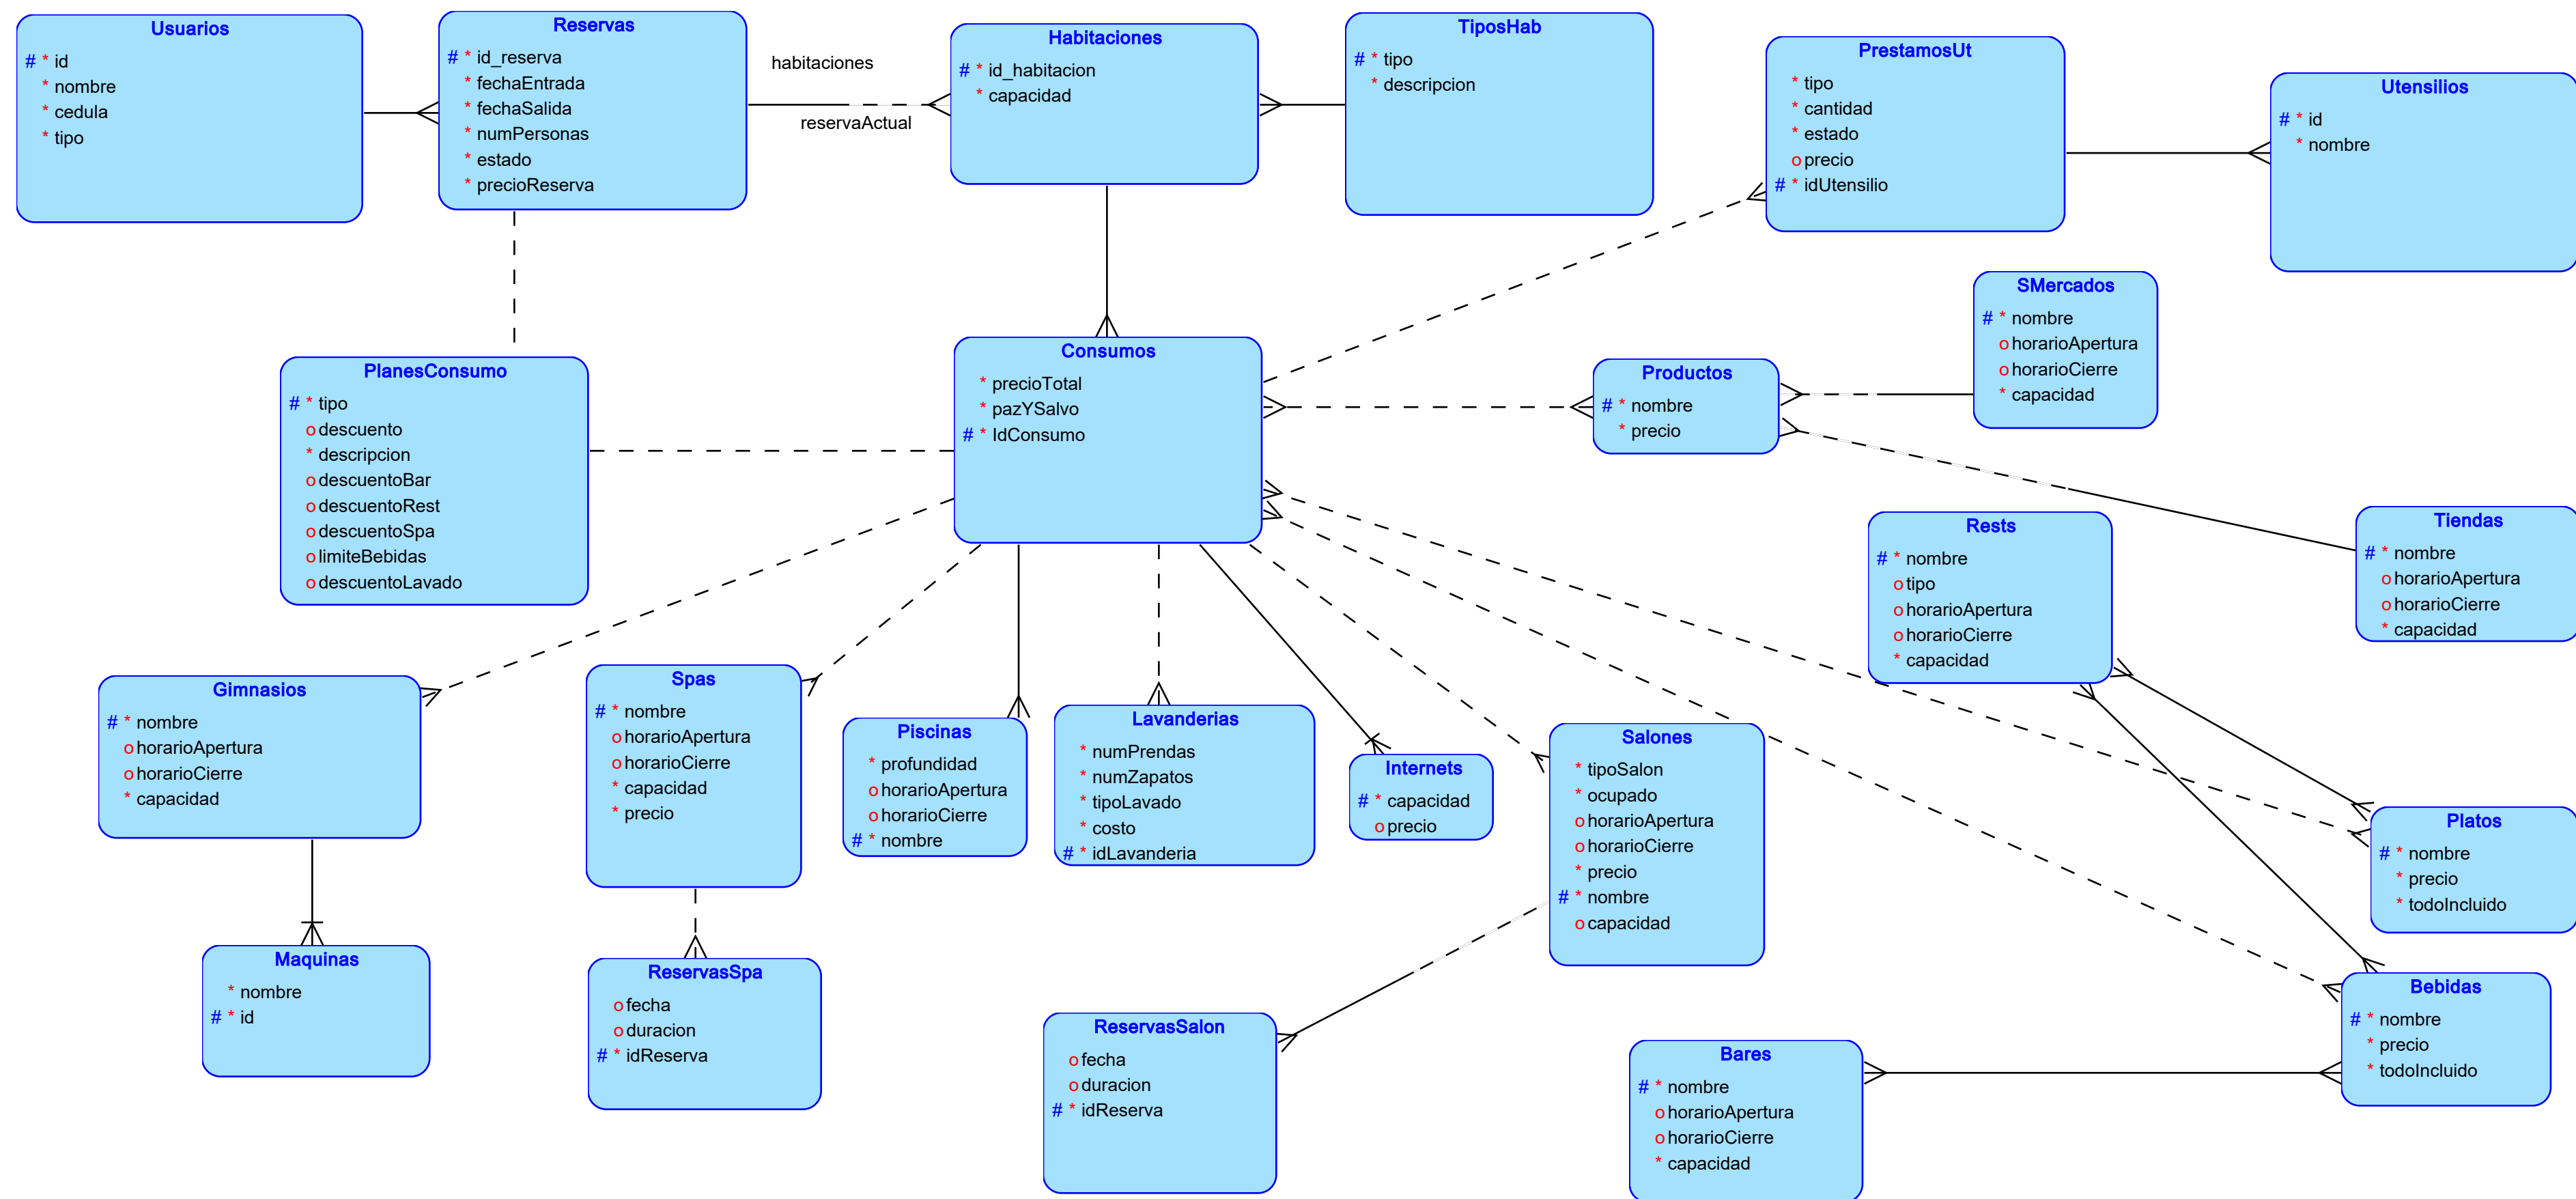 Usuarios
# * id
* nombre
* cedula
* tipo
Reservas
# * id_reserva
* fechaEntrada
* fechaSalida
* numPersonas
* estado
* precioReserva
habitaciones
reservaActual
Habitaciones
# * id_habitacion
* capacidad
TiposHab
# * tipo
* descripcion
PrestamosUt
* tipo
* cantidad
* estado
o precio
# * idUtensilio
Utensilios
# * id
* nombre
SMercados
# * nombre
o horarioApertura
o horarioCierre
* capacidad
PlanesConsumo
# * tipo
o descuento
* descripcion
o descuentoBar
o descuentoRest
o descuentoSpa
o limiteBebidas
o descuentoLavado
Consumos
* precioTotal
* pazYSalvo
# * IdConsumo
Productos
# * nombre
* precio
Rests
# * nombre
o tipo
o horarioApertura
o horarioCierre
* capacidad
Tiendas
# * nombre
o horarioApertura
o horarioCierre
* capacidad
Gimnasios
# * nombre
o horarioApertura
o horarioCierre
* capacidad
Spas
# * nombre
o horarioApertura
o horarioCierre
* capacidad
* precio
Piscinas
* profundidad
o horarioApertura
o horarioCierre
# * nombre
Lavanderias
* numPrendas
* numZapatos
* tipoLavado
* costo
# * idLavanderia
Internets
# * capacidad
o precio
Salones
* tipoSalon
* ocupado
o horarioApertura
o horarioCierre
* precio
# * nombre
o capacidad
Platos
# * nombre
* precio
* todoIncluido
Maquinas
* nombre
# * id
ReservasSpa
o fecha
o duracion
# * idReserva
ReservasSalon
o fecha
o duracion
# * idReserva
Bares
# * nombre
o horarioApertura
o horarioCierre
* capacidad
Bebidas
# * nombre
* precio
* todoIncluido